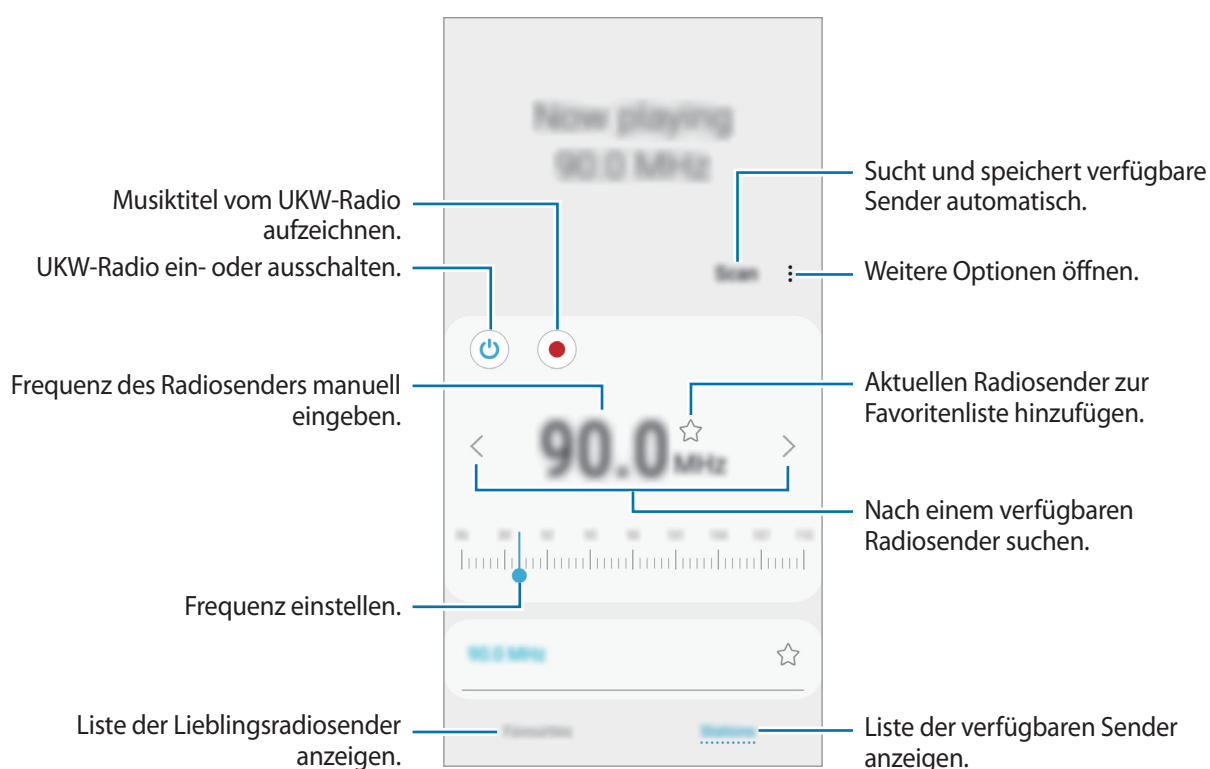 Now playing
90.0 MHz
Musiktitel vom UKW-Radio
aufzeichnen.
UKW-Radio ein- oder ausschalten.
Sucht und speichert verfügbare
Sender automatisch.
Scan
Weitere Optionen öffnen.
Frequenz des Radiosenders manuell
eingeben.
Aktuellen Radiosender zur
Favoritenliste hinzufügen.
90.0 MHz
Nach einem verfügbaren
Radiosender suchen.
Frequenz einstellen.
90.0 MHz
Liste der Lieblingsradiosender
anzeigen.
Favourites
Stations
Liste der verfügbaren Sender
anzeigen.